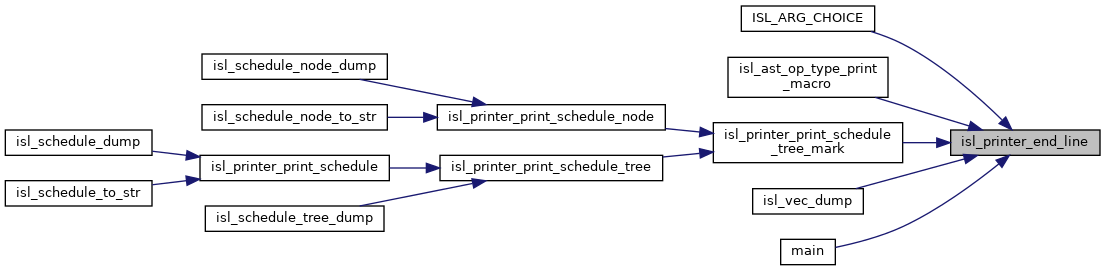 ISL_ARG_CHOICE
isl_schedule_node_dump
isl_ast_op_type_print
_macro
isl_schedule_node_to_str
isl_printer_print_schedule_node
isl_schedule_dump
isl_printer_print_schedule
_tree_mark
isl_printer_end_line
isl_printer_print_schedule
isl_printer_print_schedule_tree
isl_schedule_to_str
isl_schedule_tree_dump
isl_vec_dump
main